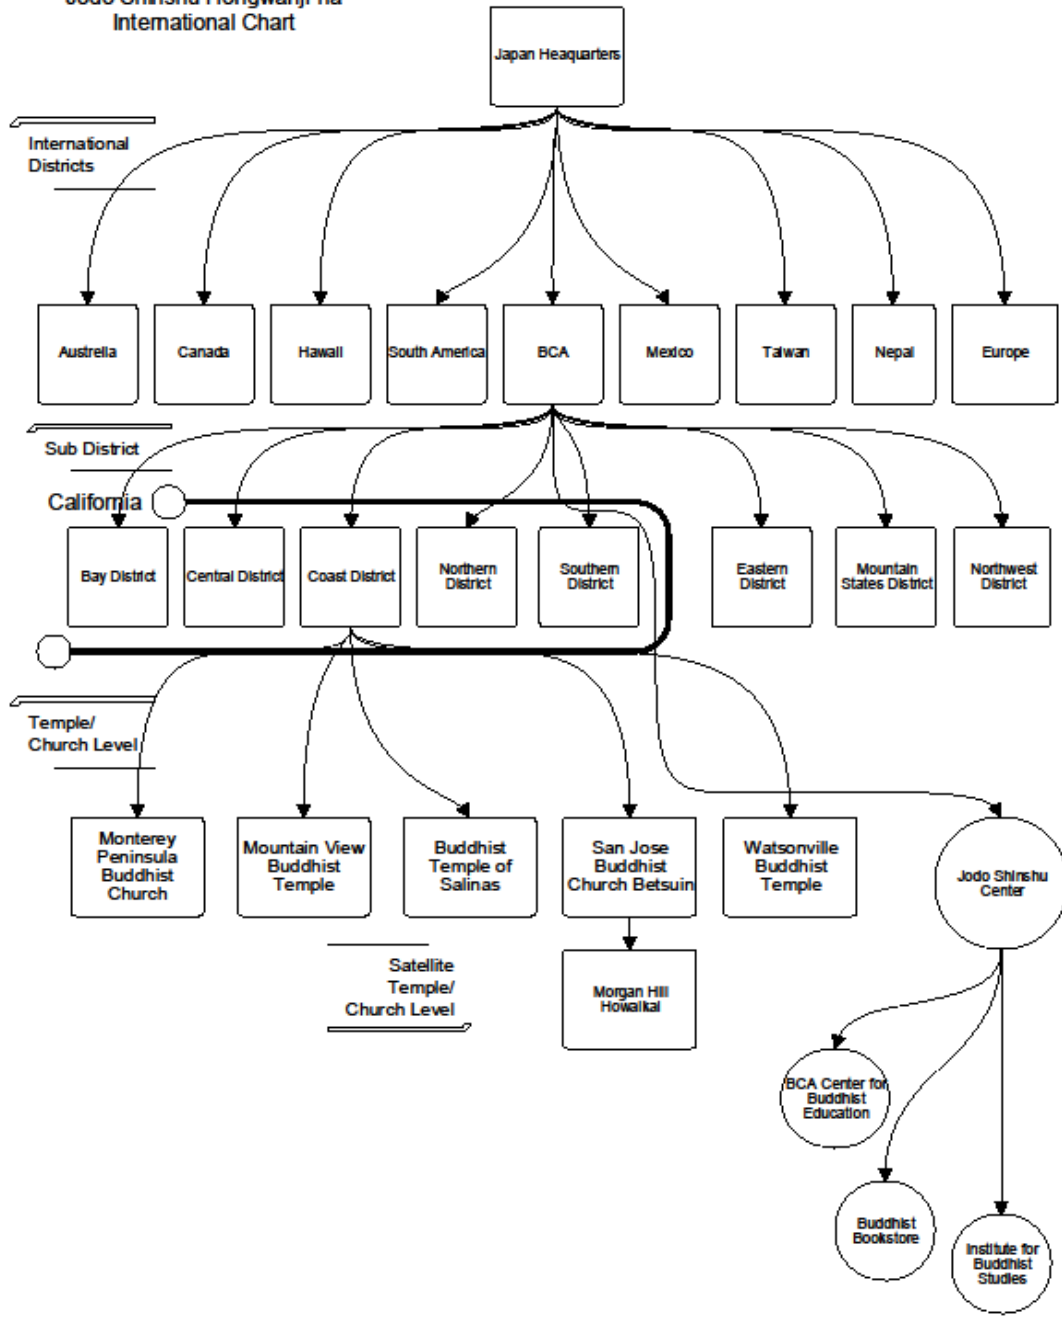 Jodo Shinshu Hongwanji-ha
International Chart
Japan Heaquarters
International
Districts
Australia
Canada
Hawaii
South America
BCA
Mexico
Taiwan
Nepal
Europe
Sub District
California
Bay District
Central District
Coast District
Northern
District
Southern
District
Eastern
District
Mountain
States District
Northwest
District
Temple/
Church Level
Monterey
Peninsula
Buddhist
Church
Mountain View
Buddhist
Temple
Buddhist
Temple of
Salinas
San Jose
Buddhist
Church Betsuin
Watsonville
Buddhist
Temple
Jodo Shinshu
Center
Satellite
Temple/
Church Level
Morgan Hill
Howaikai
BCA Center for
Buddhist
Education
Buddhist
Bookstore
Institute for
Buddhist
Studies